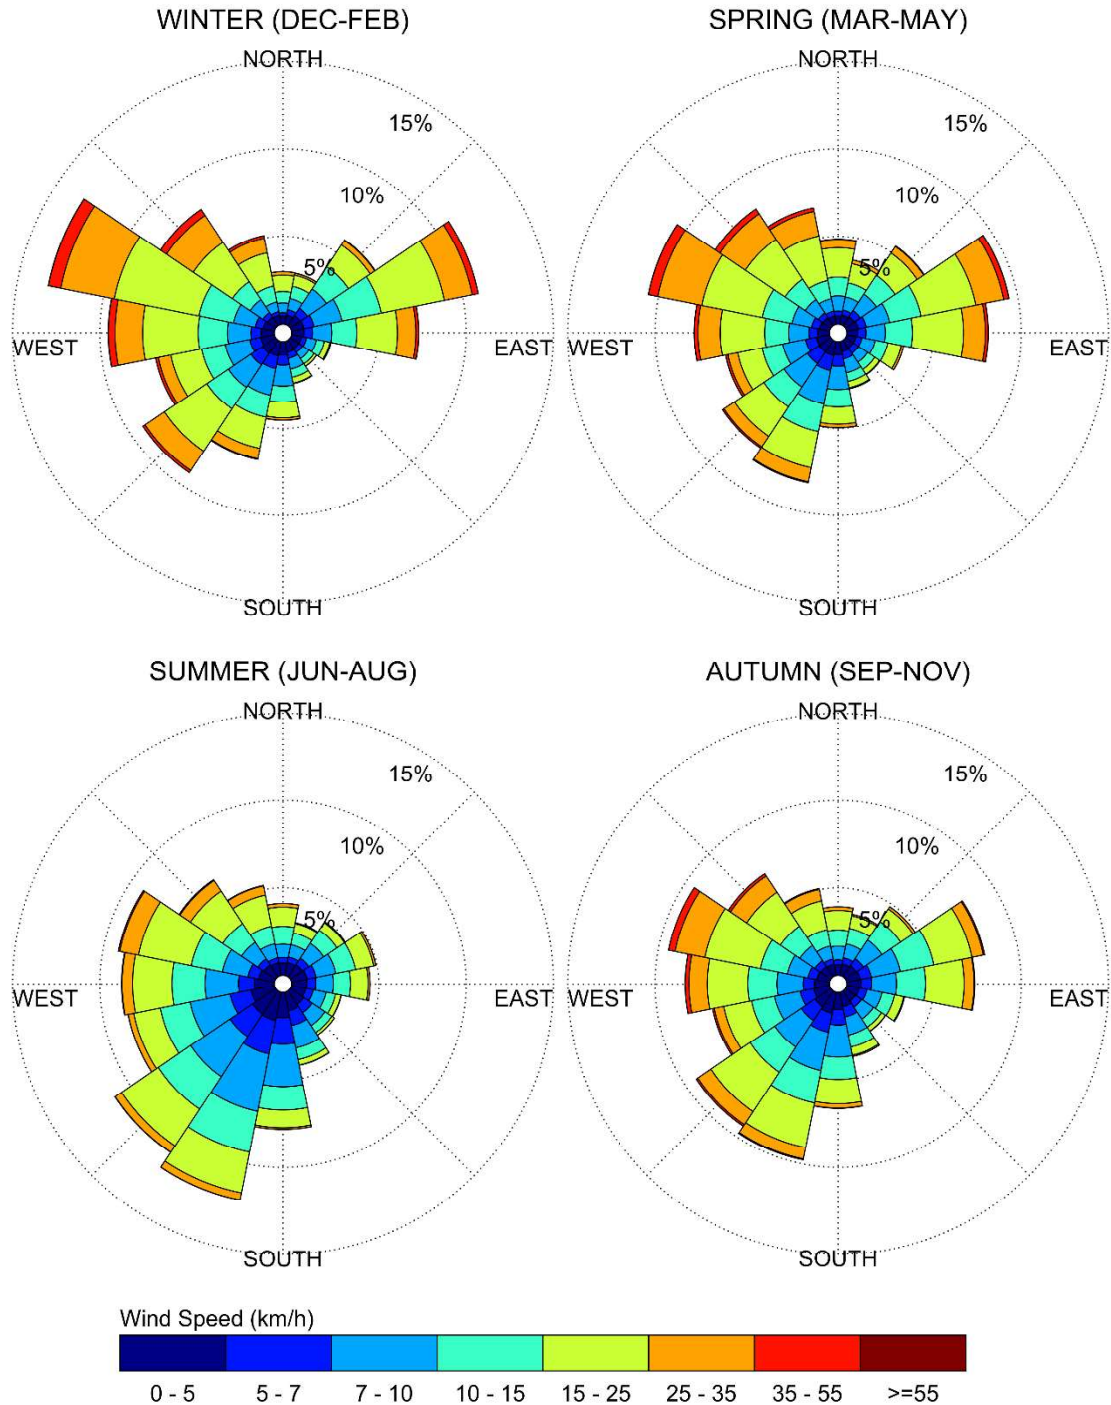 WINTER (DEC-FEB)
NORTH
15%
10%
5%
WEST
EAST
SOUTH
SPRING (MAR-MAY)
NORTH
15%
10%
5%
WEST
EAST
SOUTH
SUMMER (JUN-AUG)
NORTH
15%
10%
5%
WEST
EAST
SOUTH
AUTUMN (SEP-NOV)
NORTH
15%
10%
5%
WEST
EAST
SOUTH
Wind Speed (km/h)
0 - 5 5 - 7 7 - 10 10 - 15 15 - 25 25 - 35 35 - 55 >=55